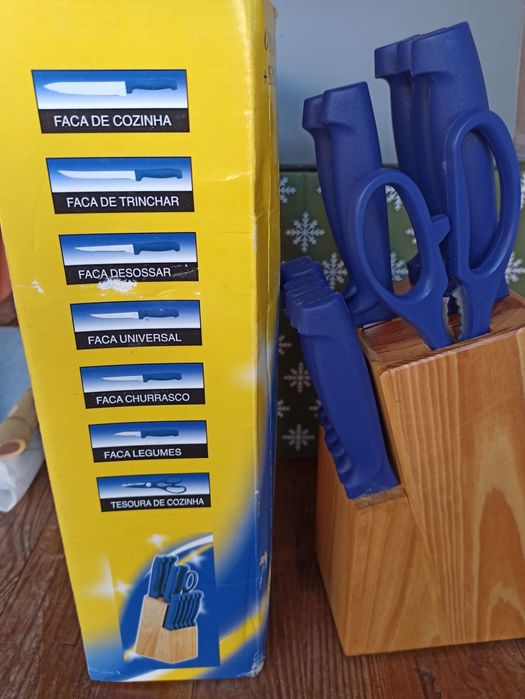 FACA DE COZINHA
FACA DE TRINCHAR
FACA DESOSSAR
FACA UNIVERSAL
FACA CHURRASCO
FACA LEGUMES
TESOURA DE COZINHA